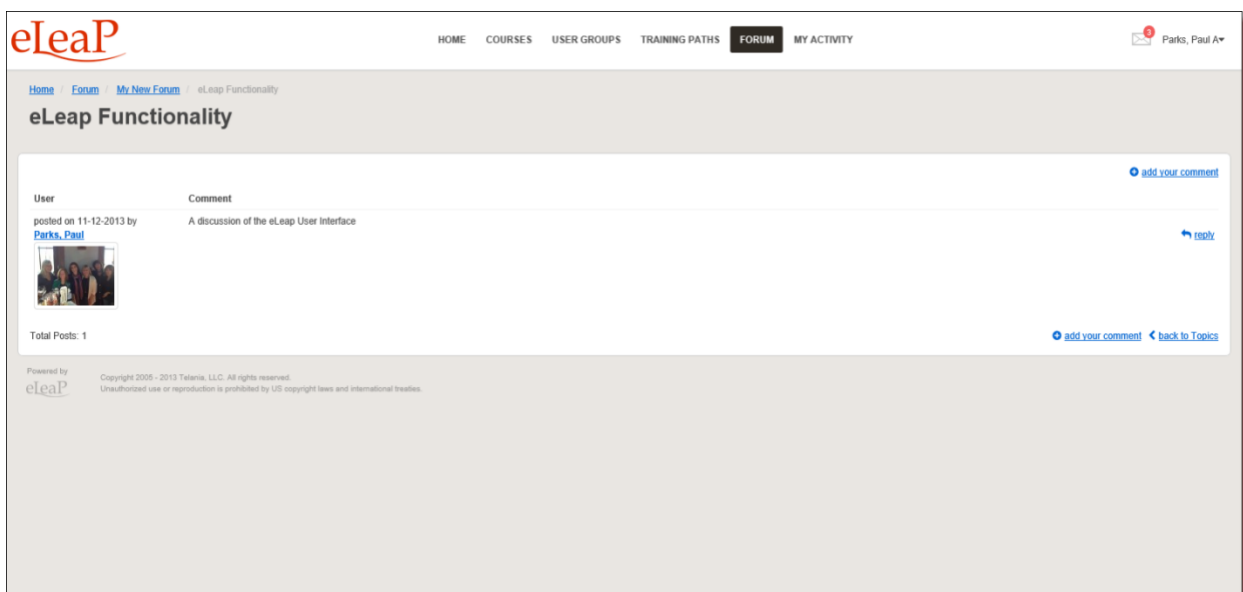 eLeaP
HOME COURSES USER GROUPS TRAINING PATHS FORUM MY ACTIVITY
3
Parks, Paul A
Home / Forum / My New Forum / eLeap Functionality
eLeap Functionality
add your comment
User Comment
posted on 11-12-2013 by A discussion of the eLeap User Interface
Parks, Paul
reply
Total Posts: 1
add your comment back to Topics
Powered by
eLeaP
Copyright 2005 - 2013 Telania, LLC. All rights reserved.
Unauthorized use or reproduction is prohibited by US copyright laws and international treaties.